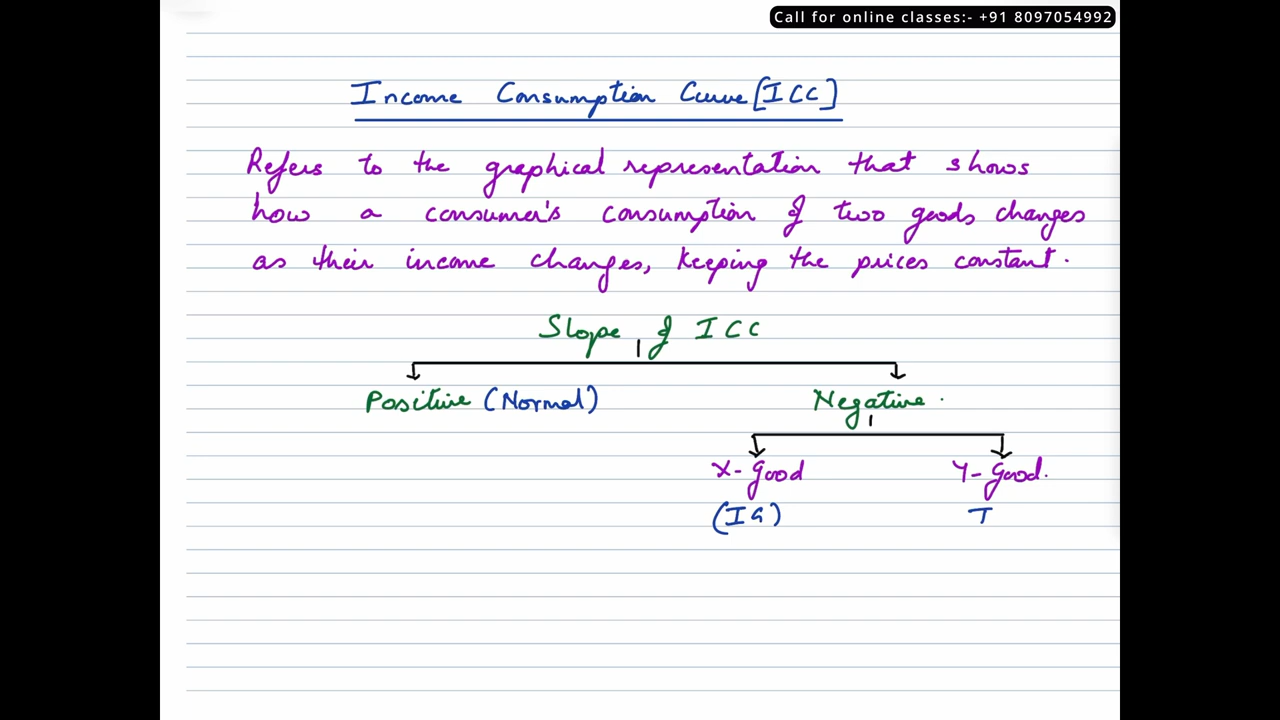 Call for online classes:- +91 8097054992
Income Consumption Curve [ICC]
Refers to the graphical representation that shows
how a consumer's consumption of two goods changes
as their income changes, keeping the prices constant.
Slope of ICC
Positive (Normal) Negative.
X-Good Y-Good.
(IG) I